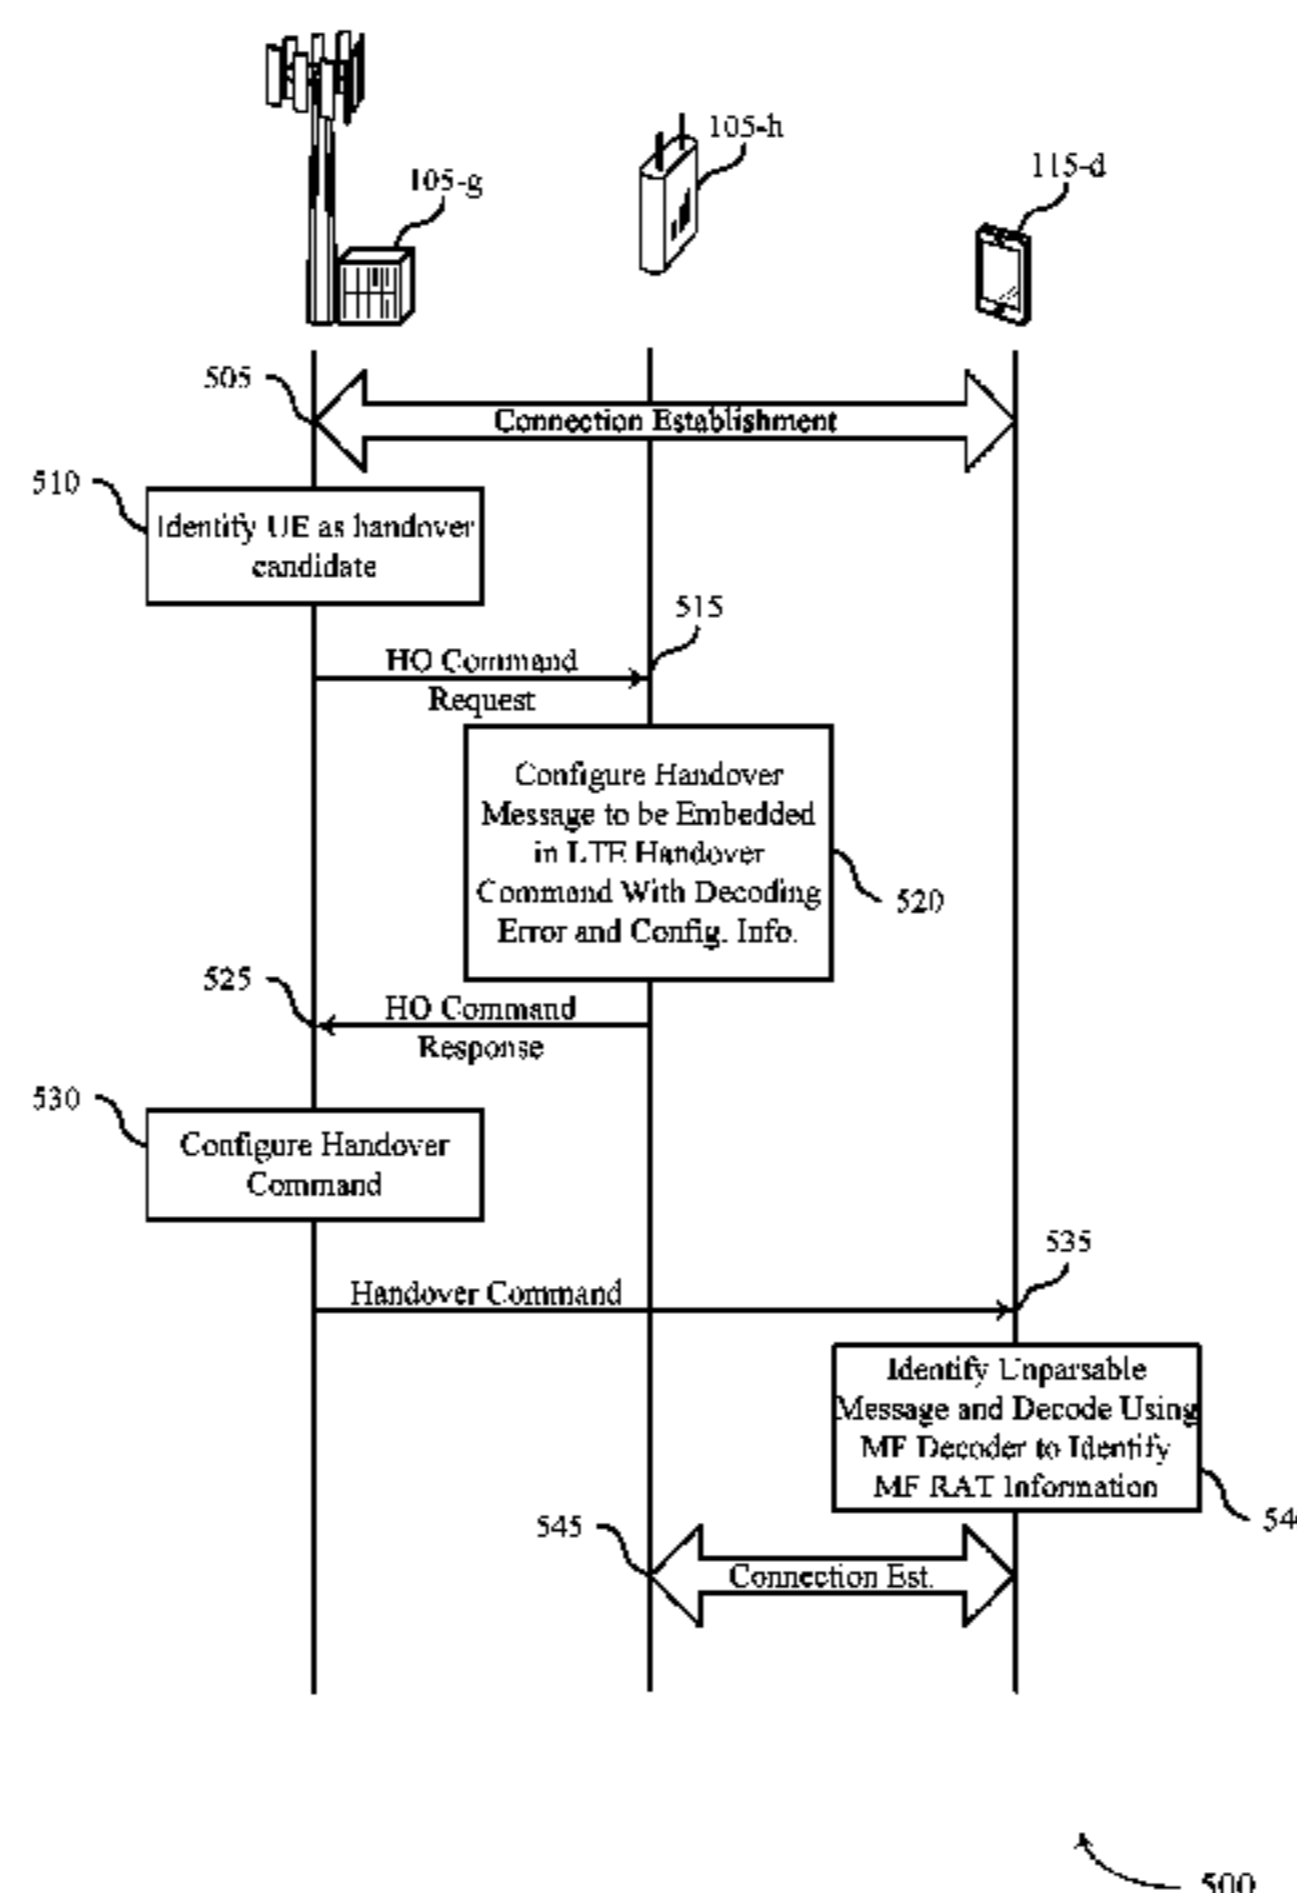 105-h
115-d
105-g
505
Connection Establishment
510
Identify UE as handover
candidate
515
HO Command
Request
Configure Handover
Message to be Embedded
in LTE Handover
Command With Decoding
Error and Config. Info.
520
525
HO Command
Response
530
Configure Handover
Command
535
Handover Command
Identify Unparsable
Message and Decode Using
MF Decoder to Identify
MF RAT Information
545
Connection Est.
500